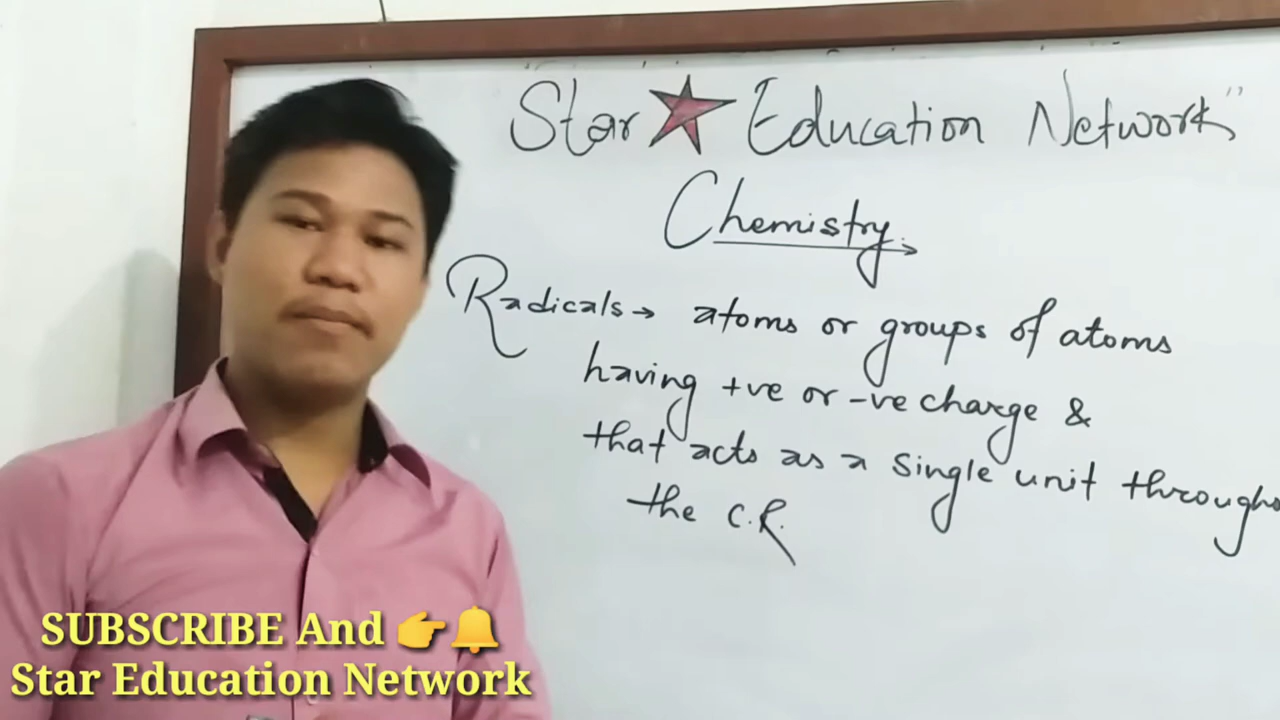 Star Education Network"
Chemistry
Radicals → atoms or groups of atoms
having +ve or -ve charge &
that acts as a single unit
the C.R.
SUBSCRIBE And 👉🔔
Star Education Network